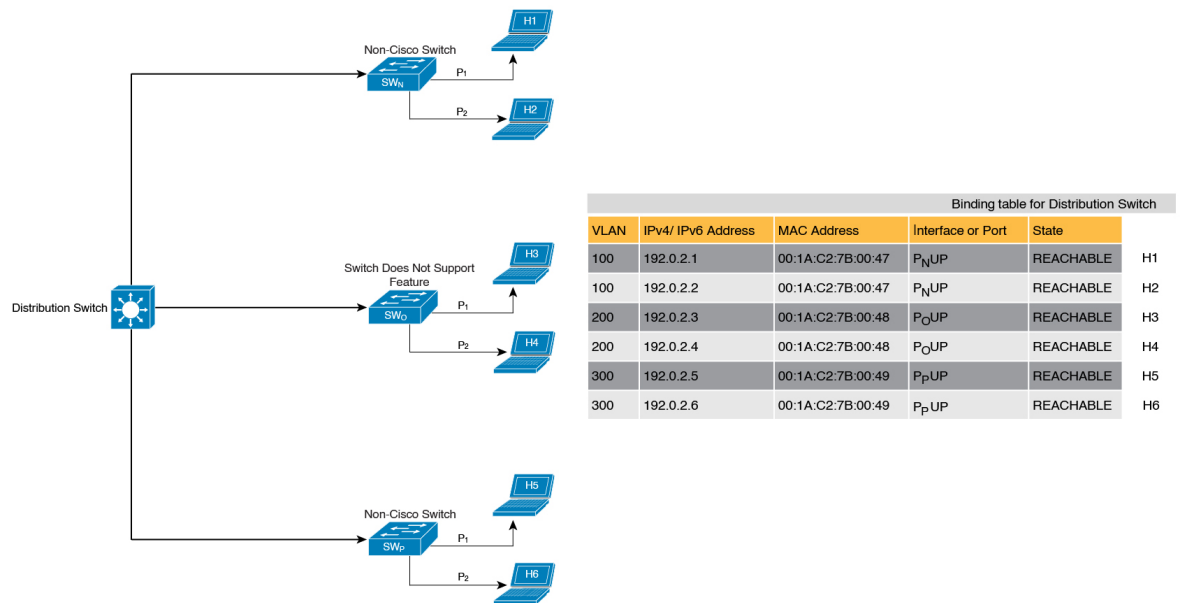 H1
Non-Cisco Switch
P1
SWN
P2
H2
Binding table for Distribution Switch
VLAN IPv4/ IPv6 Address MAC Address Interface or Port State
100 192.0.2.1 00:1A:C2:7B:00:47 PNUP REACHABLE H1
100 192.0.2.2 00:1A:C2:7B:00:47 PNUP REACHABLE H2
200 192.0.2.3 00:1A:C2:7B:00:48 POUP REACHABLE H3
200 192.0.2.4 00:1A:C2:7B:00:48 POUP REACHABLE H4
300 192.0.2.5 00:1A:C2:7B:00:49 PPUP REACHABLE H5
300 192.0.2.6 00:1A:C2:7B:00:49 PPUP REACHABLE H6
H3
Switch Does Not Support
Feature
Distribution Switch
P1
SWO
P2
H4
H5
Non-Cisco Switch
P1
SWP
P2
H6